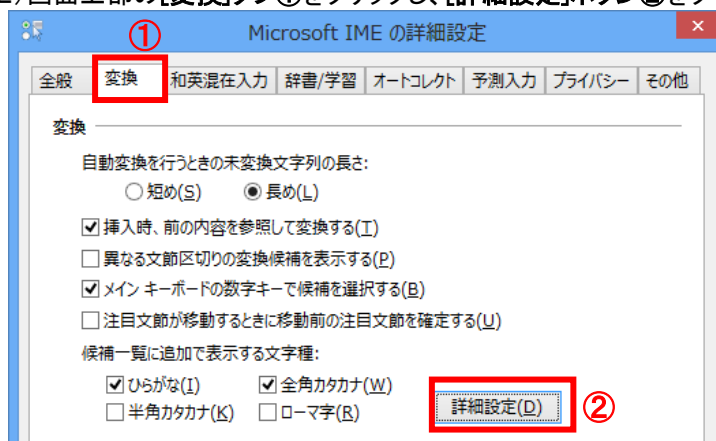 ①
Microsoft IME の詳細設定
全般 変換 和英混在入力 辞書/学習 オートコレクト 予測入力 プライバシー その他
変換
自動変換を行うときの未変換文字列の長さ:
短め(S) 長め(L)
挿入時、前の内容を参照して変換する(T)
異なる文節区切りの変換候補を表示する(P)
メイン キーボードの数字キーで候補を選択する(B)
注目文節が移動するときに移動前の注目文節を確定する(U)
候補一覧に追加で表示する文字種:
ひらがな(I) 全角カタカナ(W)
半角カタカナ(K) ローマ字(R)
詳細設定(D) ②